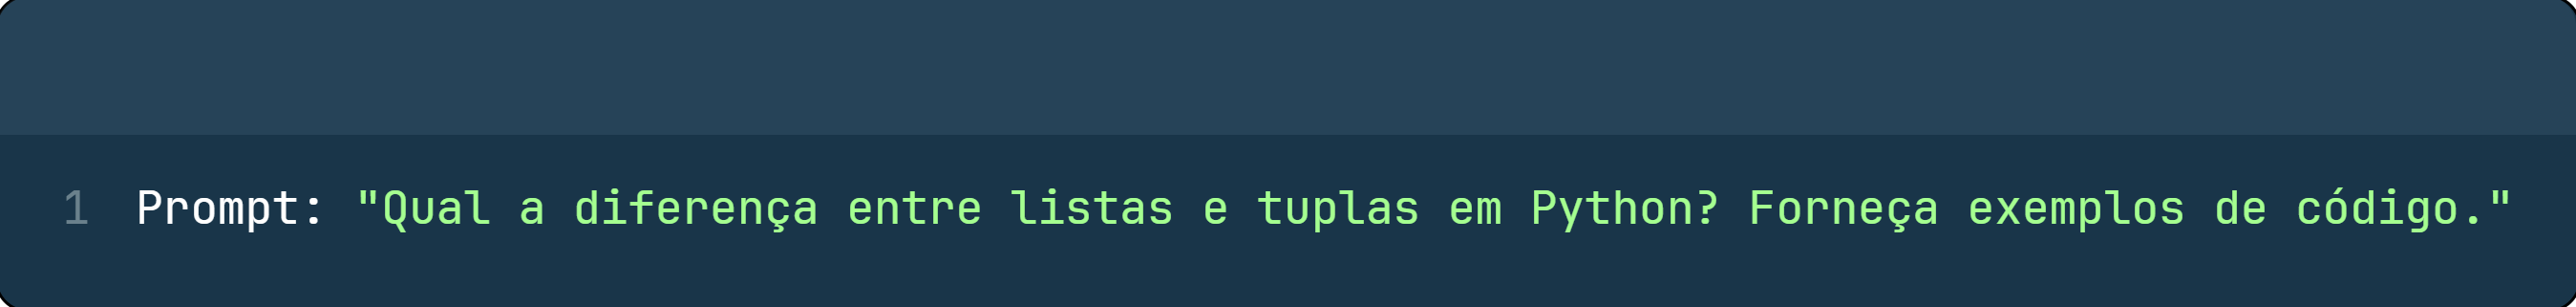 1 Prompt: "Qual a diferença entre listas e tuplas em Python? Forneça exemplos de código."